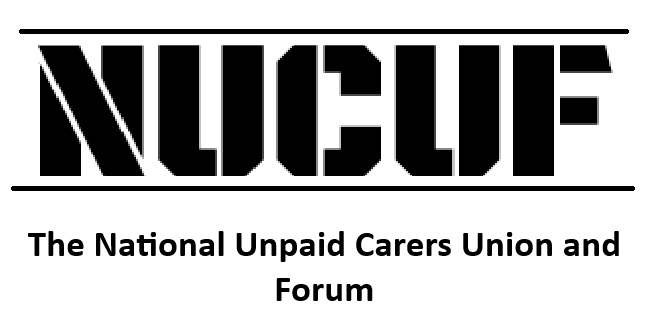 NUCUF
The National Unpaid Carers Union and
Forum